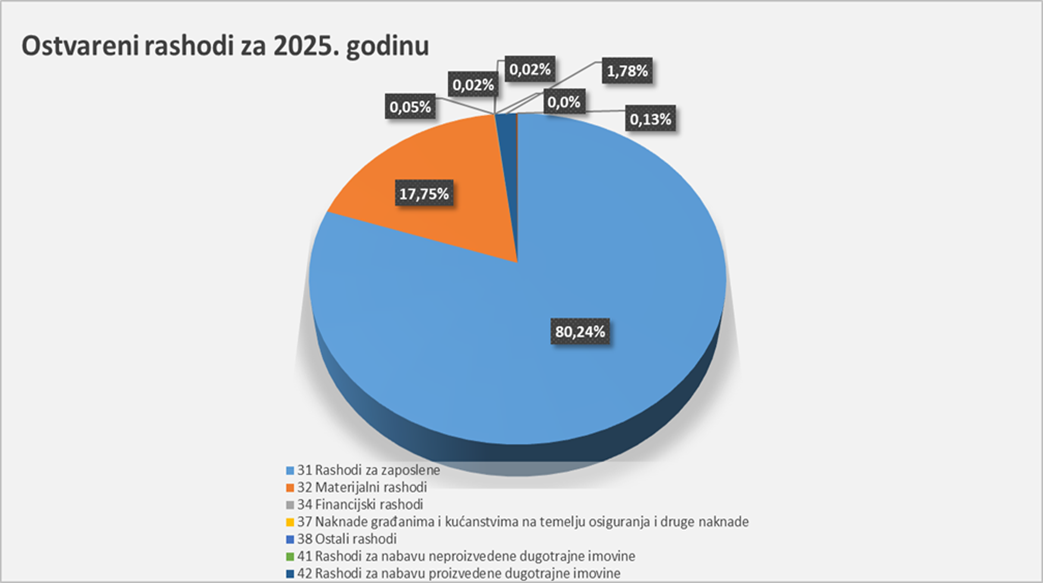 Ostvareni rashodi za 2025. godinu
0,02%
1,78%
0,02%
0,05%
0,0%
0,13%
17,75%
80,24%
31 Rashodi za zaposlene
32 Materijalni rashodi
34 Financijski rashodi
37 Naknade građanima i kućanstvima na temelju osiguranja i druge naknade
38 Ostali rashodi
41 Rashodi za nabavu neproizvedene dugotrajne imovine
42 Rashodi za nabavu proizvedene dugotrajne imovine